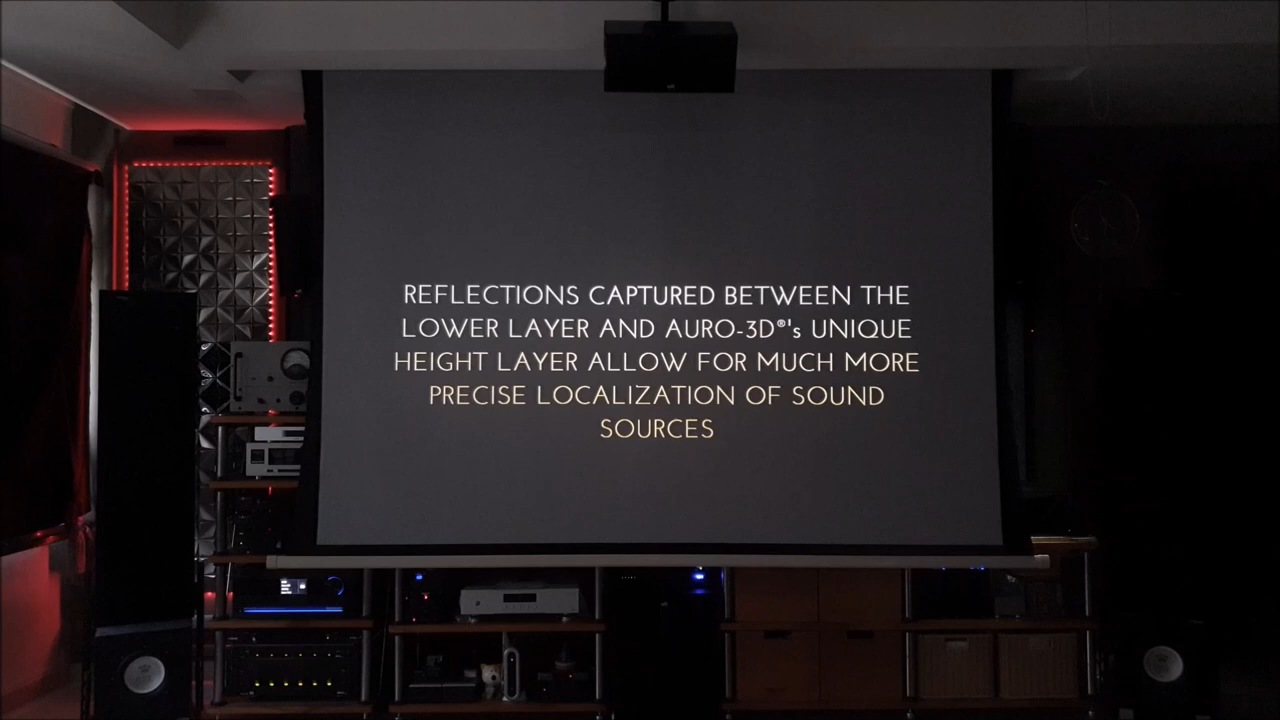 REFLECTIONS CAPTURED BETWEEN THE
LOWER LAYER AND AURO-3D®'s UNIQUE
HEIGHT LAYER ALLOW FOR MUCH MORE
PRECISE LOCALIZATION OF SOUND
SOURCES